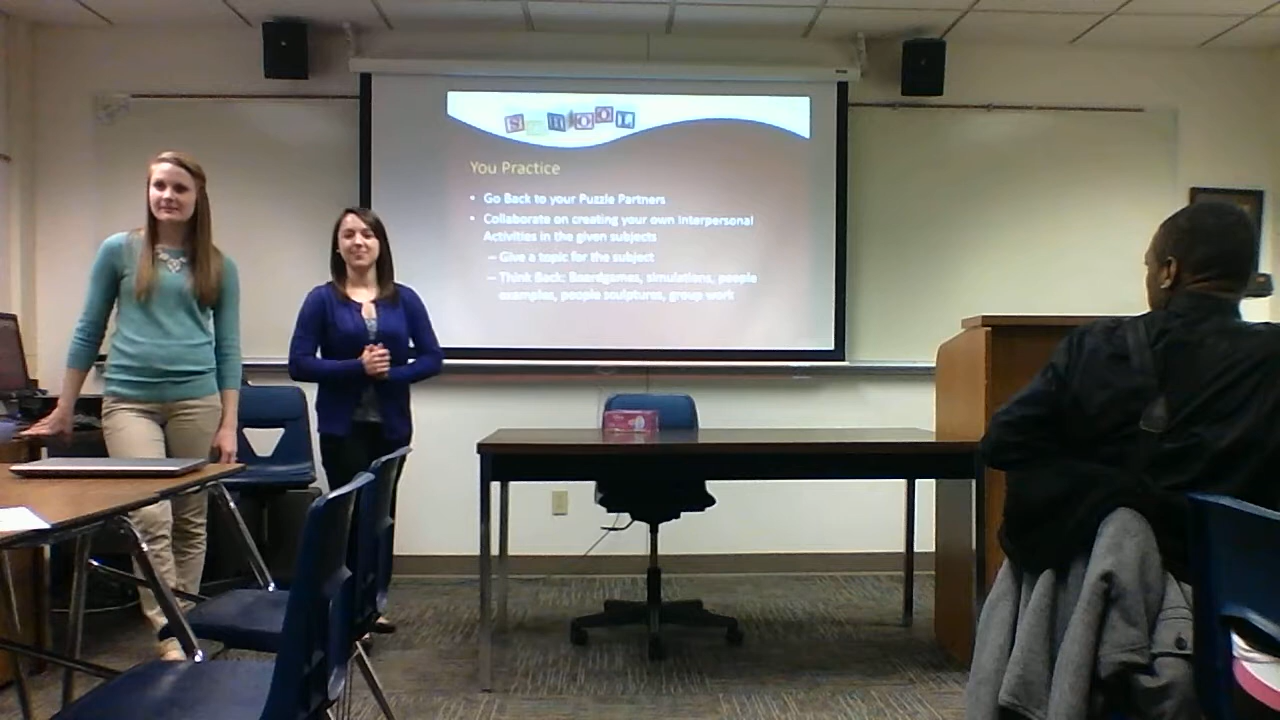 You Practice
• Go Back to your Puzzle Partners
• Collaborate on creating your own Interpersonal
Activities in the given subjects
– Give a topic for the subject
– Think Back: Boardgames, simulations, people
examples, people sculptures, group work